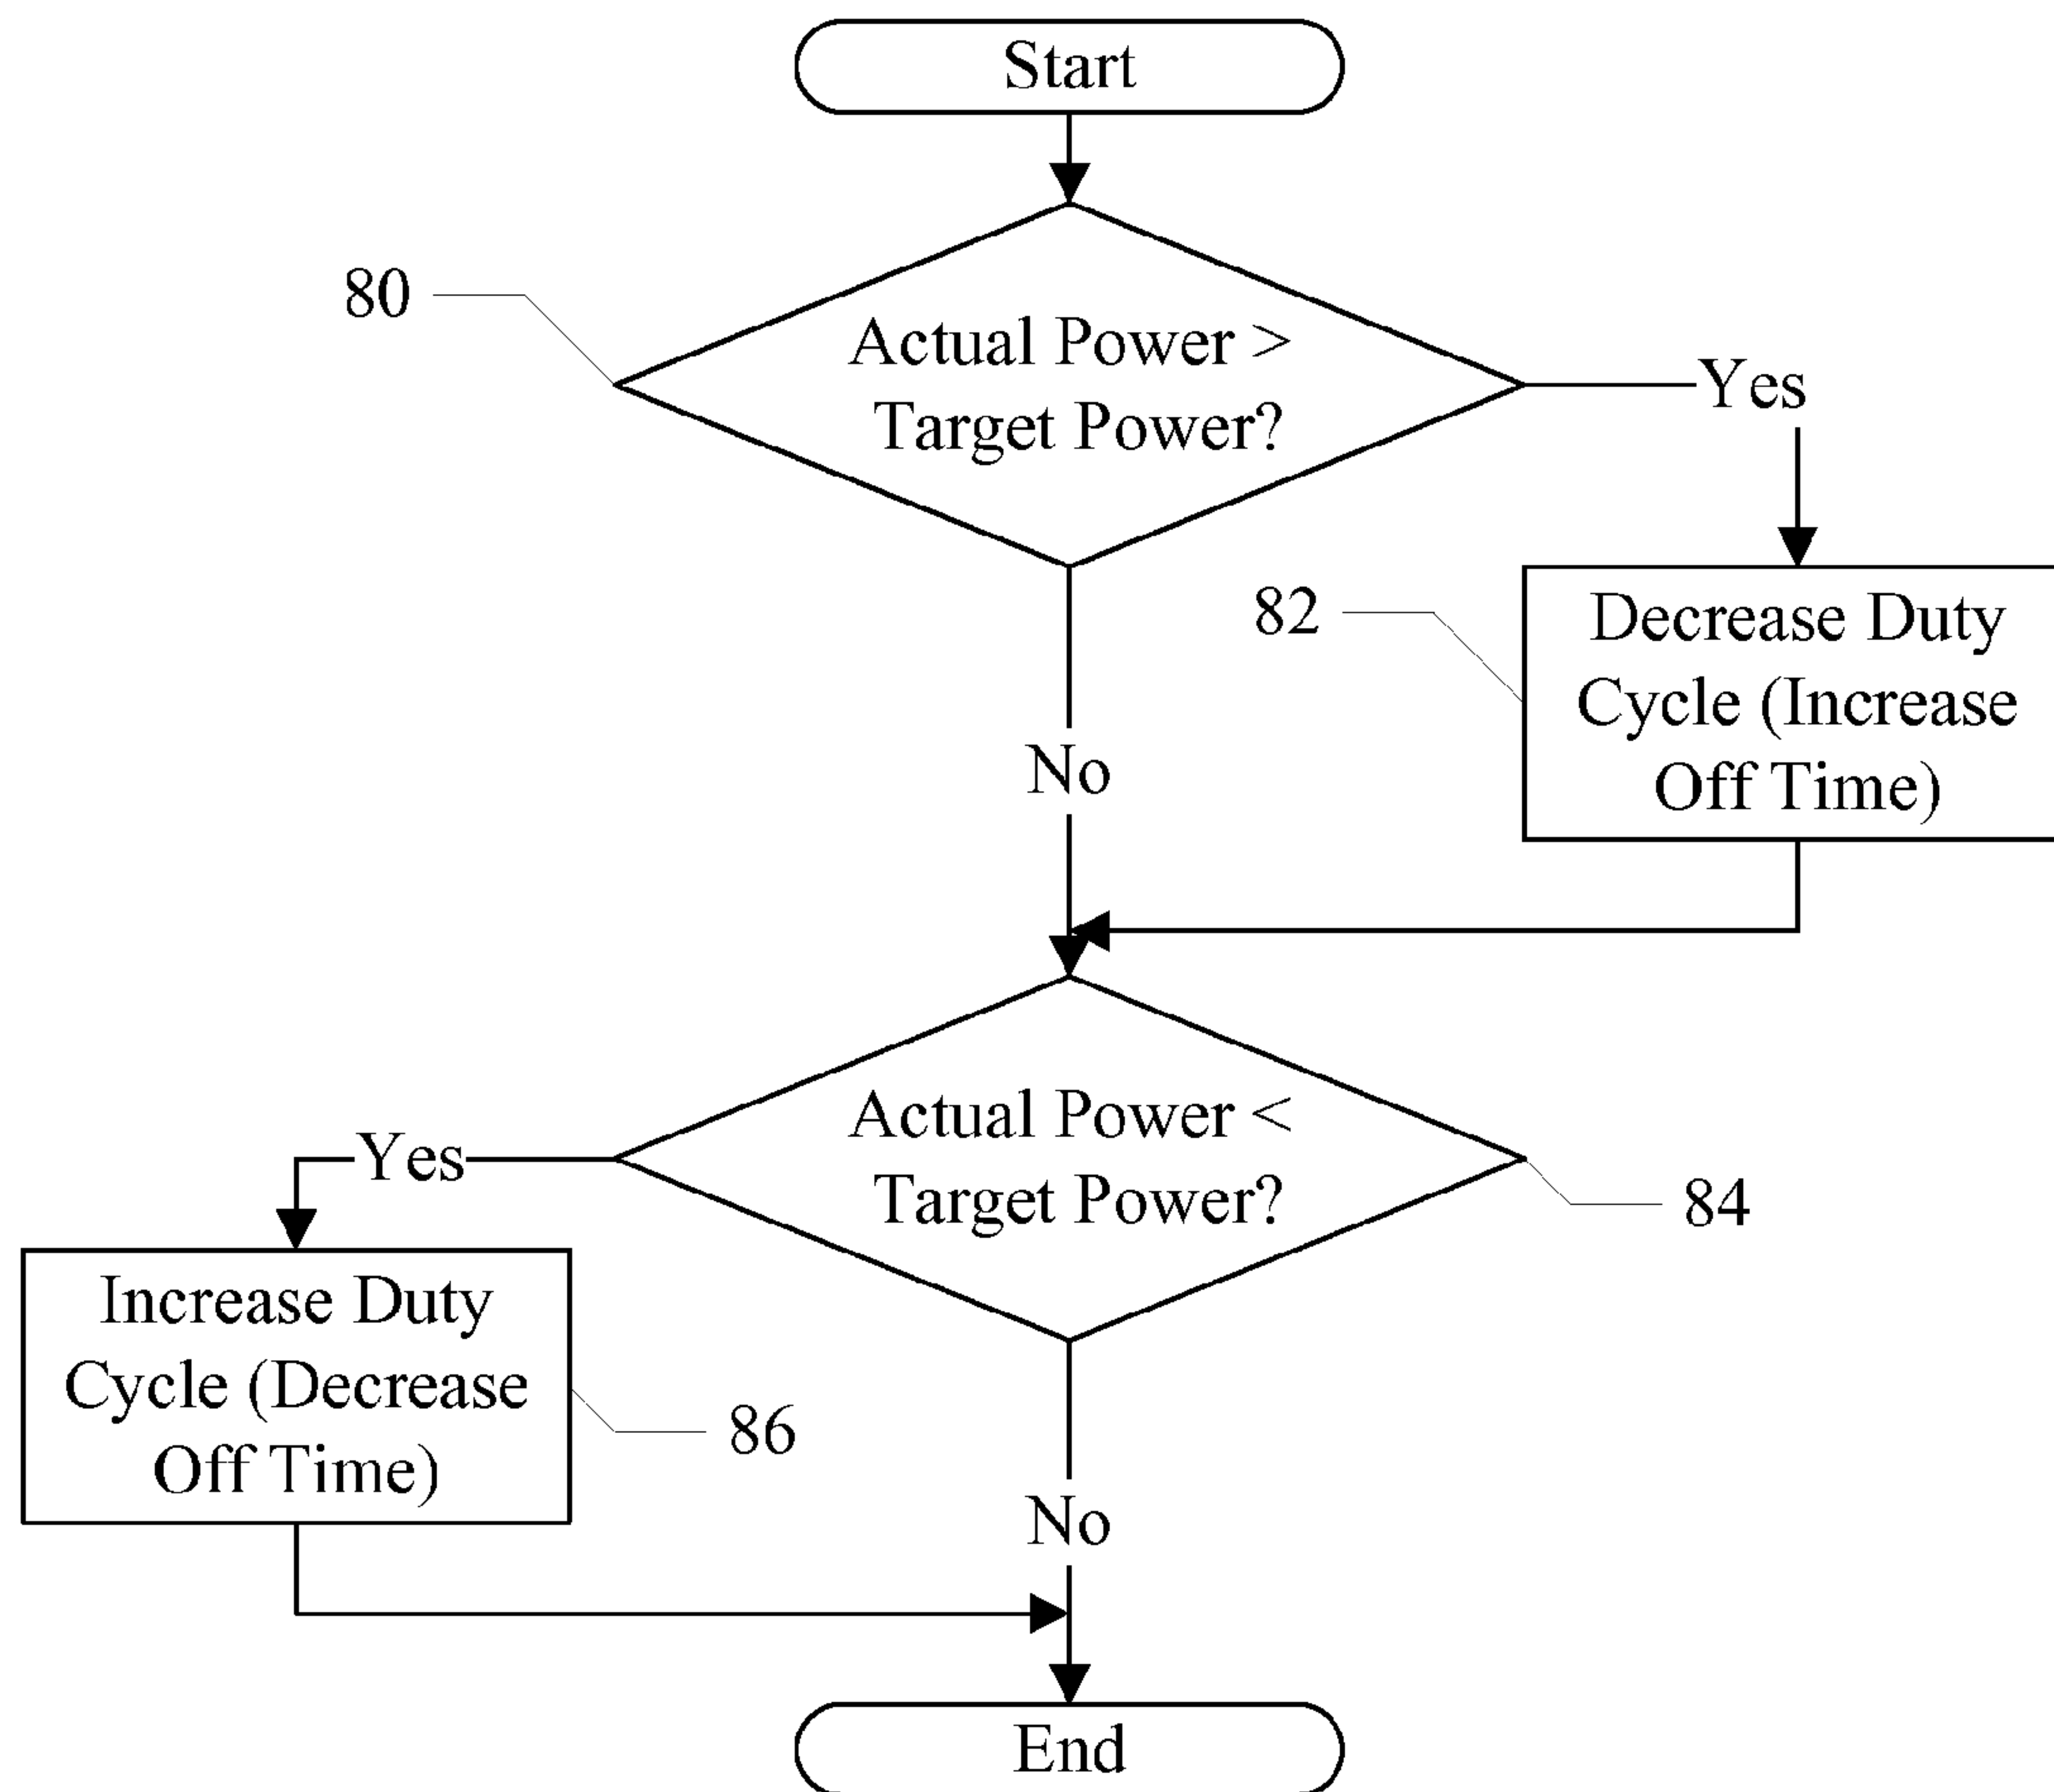 Start
80
Actual Power >
Target Power?
Yes
82
Decrease Duty
Cycle (Increase
Off Time)
No
Actual Power <
Target Power?
Yes
84
Increase Duty
Cycle (Decrease
Off Time)
86
No
End